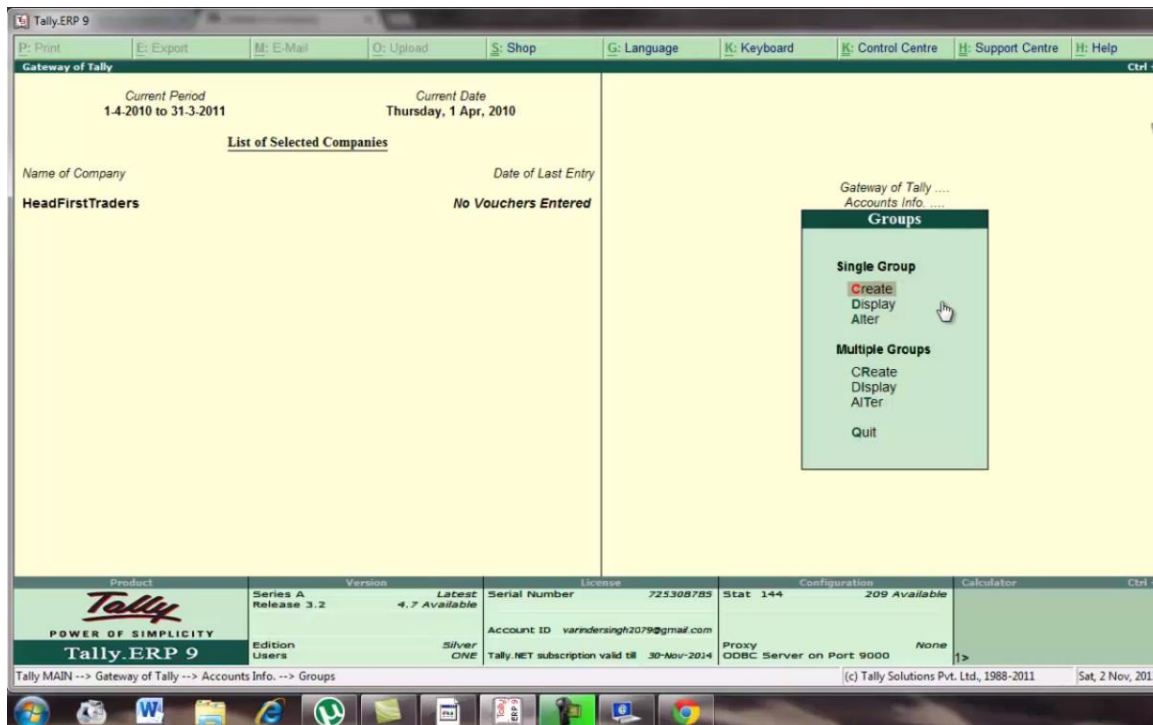 Tally.ERP 9
P: Print E: Export M: E-Mail O: Upload S: Shop G: Language K: Keyboard K: Control Centre H: Support Centre H: Help
Gateway of Tally Ctrl
Current Period Current Date
1-4-2010 to 31-3-2011 Thursday, 1 Apr, 2010
List of Selected Companies
Name of Company Date of Last Entry
HeadFirstTraders No Vouchers Entered
Gateway of Tally ....
Accounts Info. ....
Groups
Single Group
Create
Display
Alter
Multiple Groups
CReate
DIsplay
AlTer
Quit
Product Version License Configuration Calculator Ctrl
Tally
POWER OF SIMPLICITY
Tally.ERP 9
Series A Latest
Release 3.2 4.7 Available
Edition Silver
Users ONE
Serial Number 725308785
Account ID varindersingh2079@gmail.com
Tally.NET subscription valid till 30-Nov-2014
Stat 144 209 Available
Proxy None
ODBC Server on Port 9000
1>
Tally MAIN --> Gateway of Tally --> Accounts Info. --> Groups (c) Tally Solutions Pvt. Ltd., 1988-2011 Sat, 2 Nov, 201